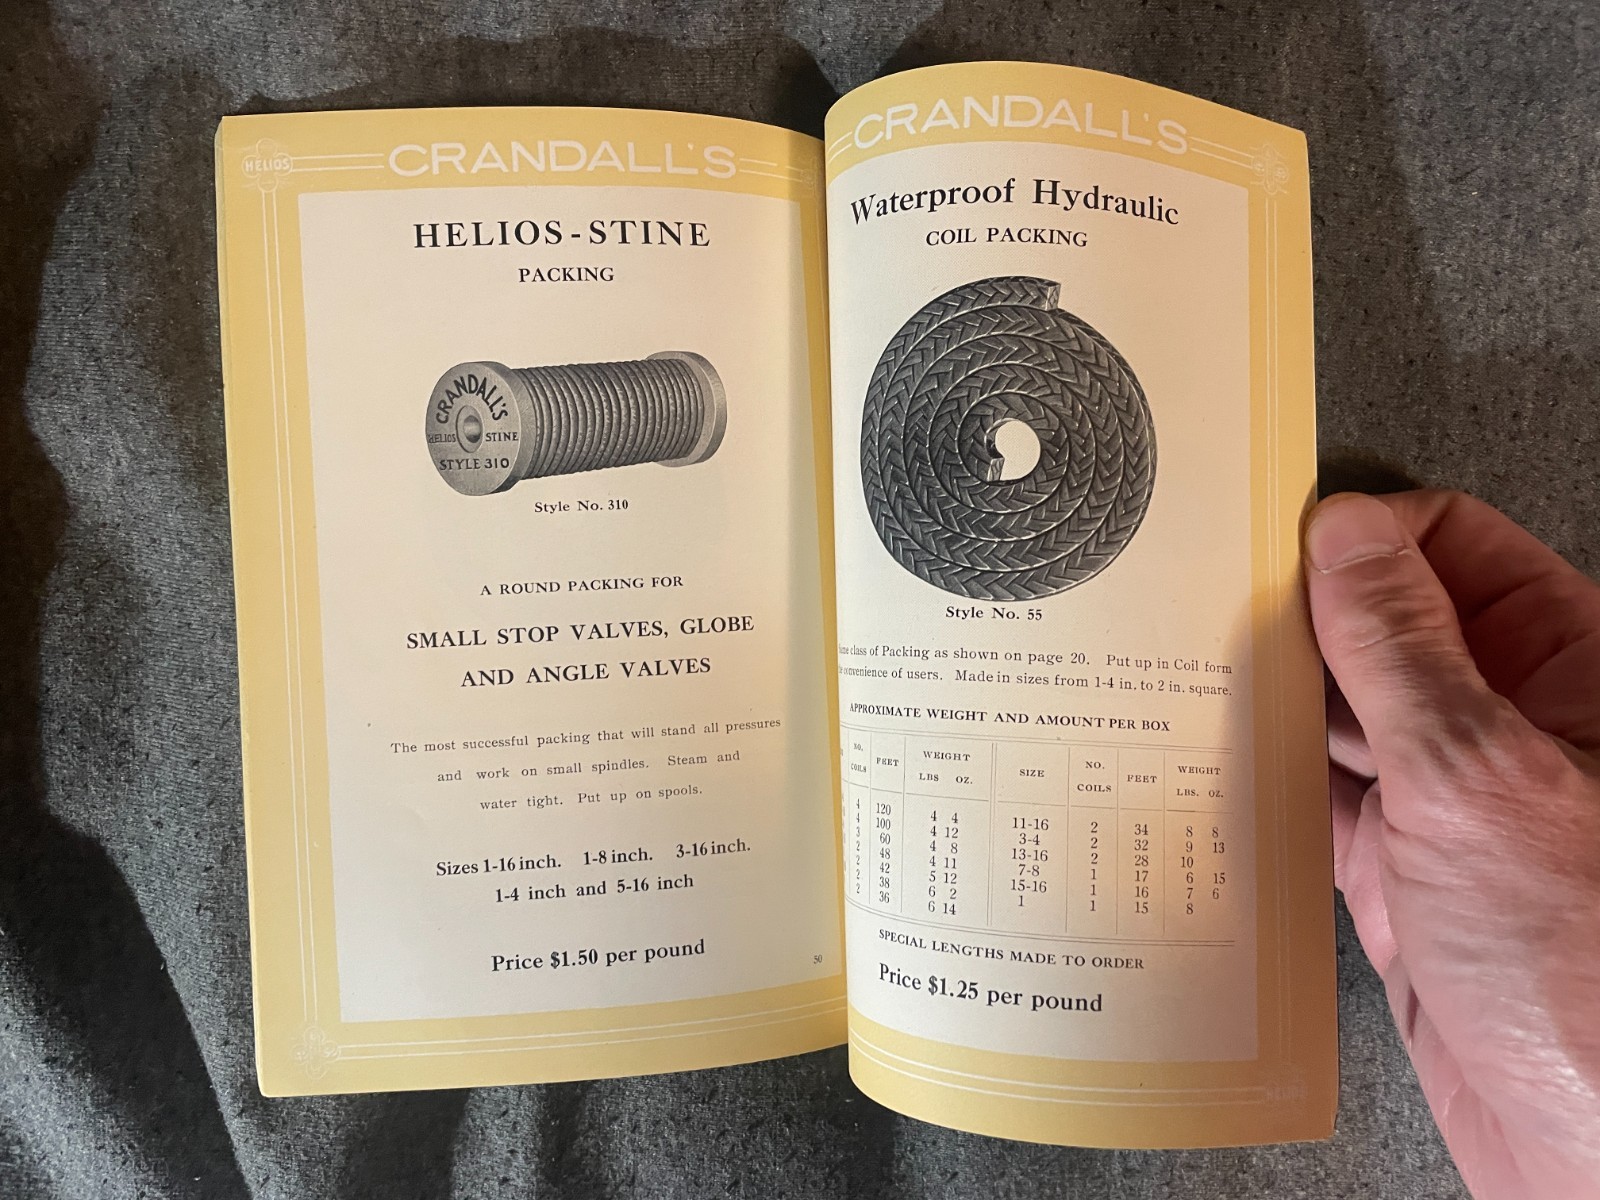 HELIOS
CRANDALL'S
HELIOS-STINE
PACKING
CRANDALL'S
HELIOS STINE
STYLE 310
Style No. 310
A ROUND PACKING FOR
SMALL STOP VALVES, GLOBE
AND ANGLE VALVES
The most successful packing that will stand all pressures
and work on small spindles. Steam and
water tight. Put up on spools.
Sizes 1-16 inch. 1-8 inch. 3-16 inch.
1-4 inch and 5-16 inch
Price $1.50 per pound
50
CRANDALL'S
Waterproof Hydraulic
COIL PACKING
Style No. 55
class of Packing as shown on page 20. Put up in Coil form
convenience of users. Made in sizes from 1-4 in. to 2 in. square.
APPROXIMATE WEIGHT AND AMOUNT PER BOX
NO. COILS FEET WEIGHT LBS OZ. SIZE NO. COILS FEET WEIGHT LBS. OZ.
4 120 4 4 11-16 2 34 8 8
4 100 4 12 3-4 2 32 9 13
3 60 4 8 13-16 2 28 10
2 48 4 11 7-8 1 17 6 15
2 42 5 12 15-16 1 16 7 6
2 38 6 2 1 1 15 8
36 6 14
SPECIAL LENGTHS MADE TO ORDER
Price $1.25 per pound